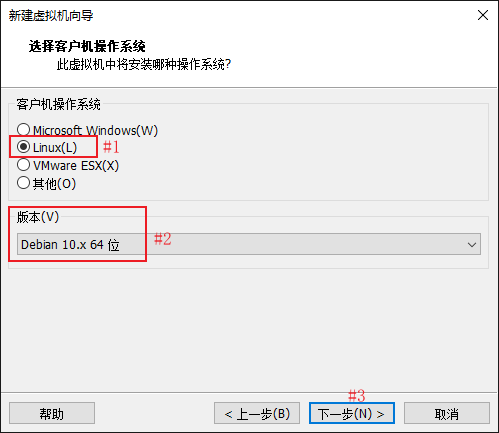 新建虚拟机向导
选择客户机操作系统
此虚拟机中将安装哪种操作系统?
客户机操作系统
Microsoft Windows(W)
Linux(L) #1
VMware ESX(X)
其他(O)
版本(V)
Debian 10.x 64 位 #2
#3
帮助 < 上一步(B) 下一步(N) > 取消